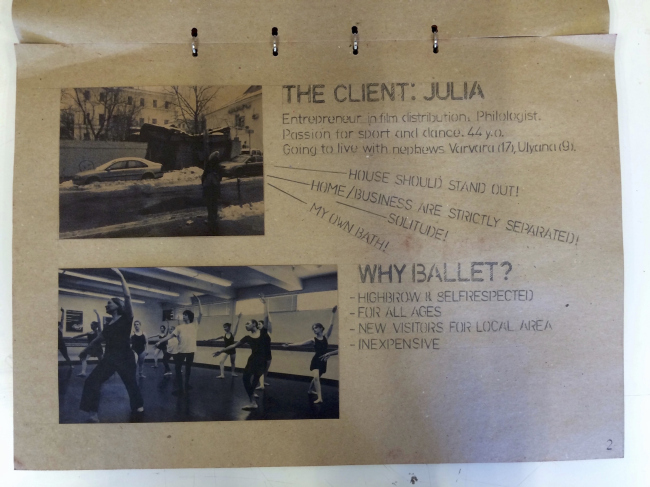 THE CLIENT: JULIA
Entrepreneur in film distribution. Philologist.
Passion for sport and dance. 44 y.o.
Going to live with nephews Varvara (17), Ulyana (9).
HOUSE SHOULD STAND OUT!
HOME/BUSINESS ARE STRICTLY SEPARATED!
SOLITUDE!
MY OWN BATH!
WHY BALLET?
- HIGHBROW & SELFRESPECTED
- FOR ALL AGES
- NEW VISITORS FOR LOCAL AREA
- INEXPENSIVE
2